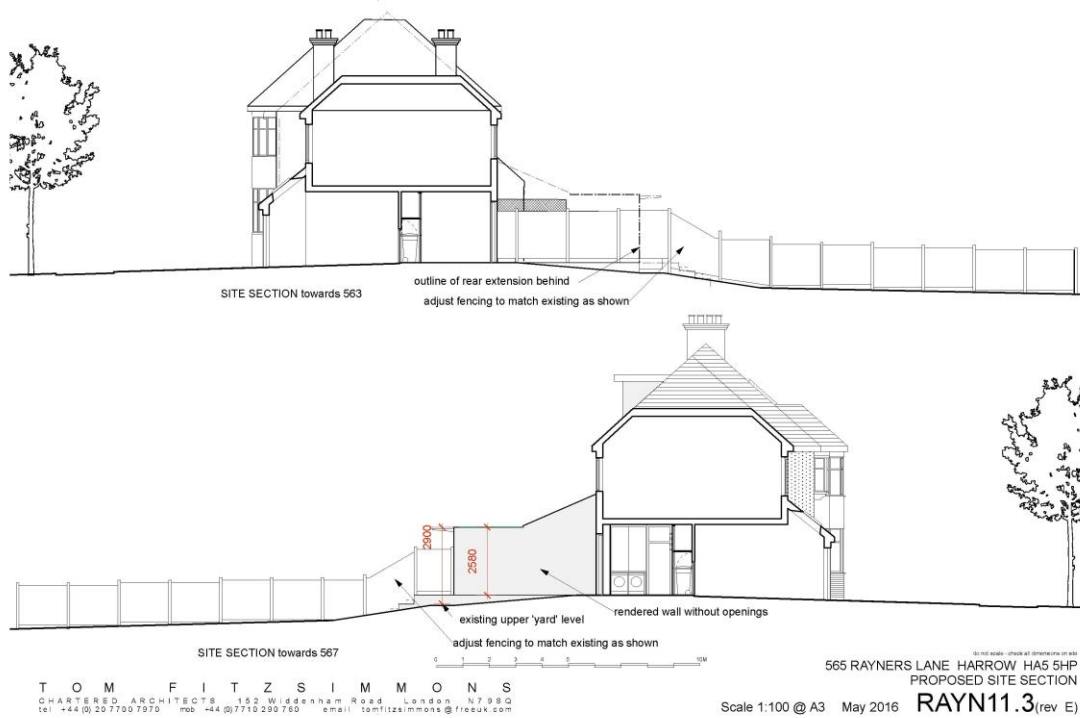 outline of rear extension behind
SITE SECTION towards 563
adjust fencing to match existing as shown
2900
2580
rendered wall without openings
existing upper 'yard' level
adjust fencing to match existing as shown
SITE SECTION towards 567
0 1 2 3 4 5 10M
do not scale - check all dimensions on site
565 RAYNERS LANE HARROW HA5 5HP
PROPOSED SITE SECTION
TOM FITZSIMMONS
CHARTERED ARCHITECTS 152 Widdenham Road London N7 9SQ
tel +44 (0) 20 7700 7970 mob +44 (0)7710 290 760 email tomfitzsimmons@freeuk.com
Scale 1:100 @ A3 May 2016 RAYN11.3(rev E)